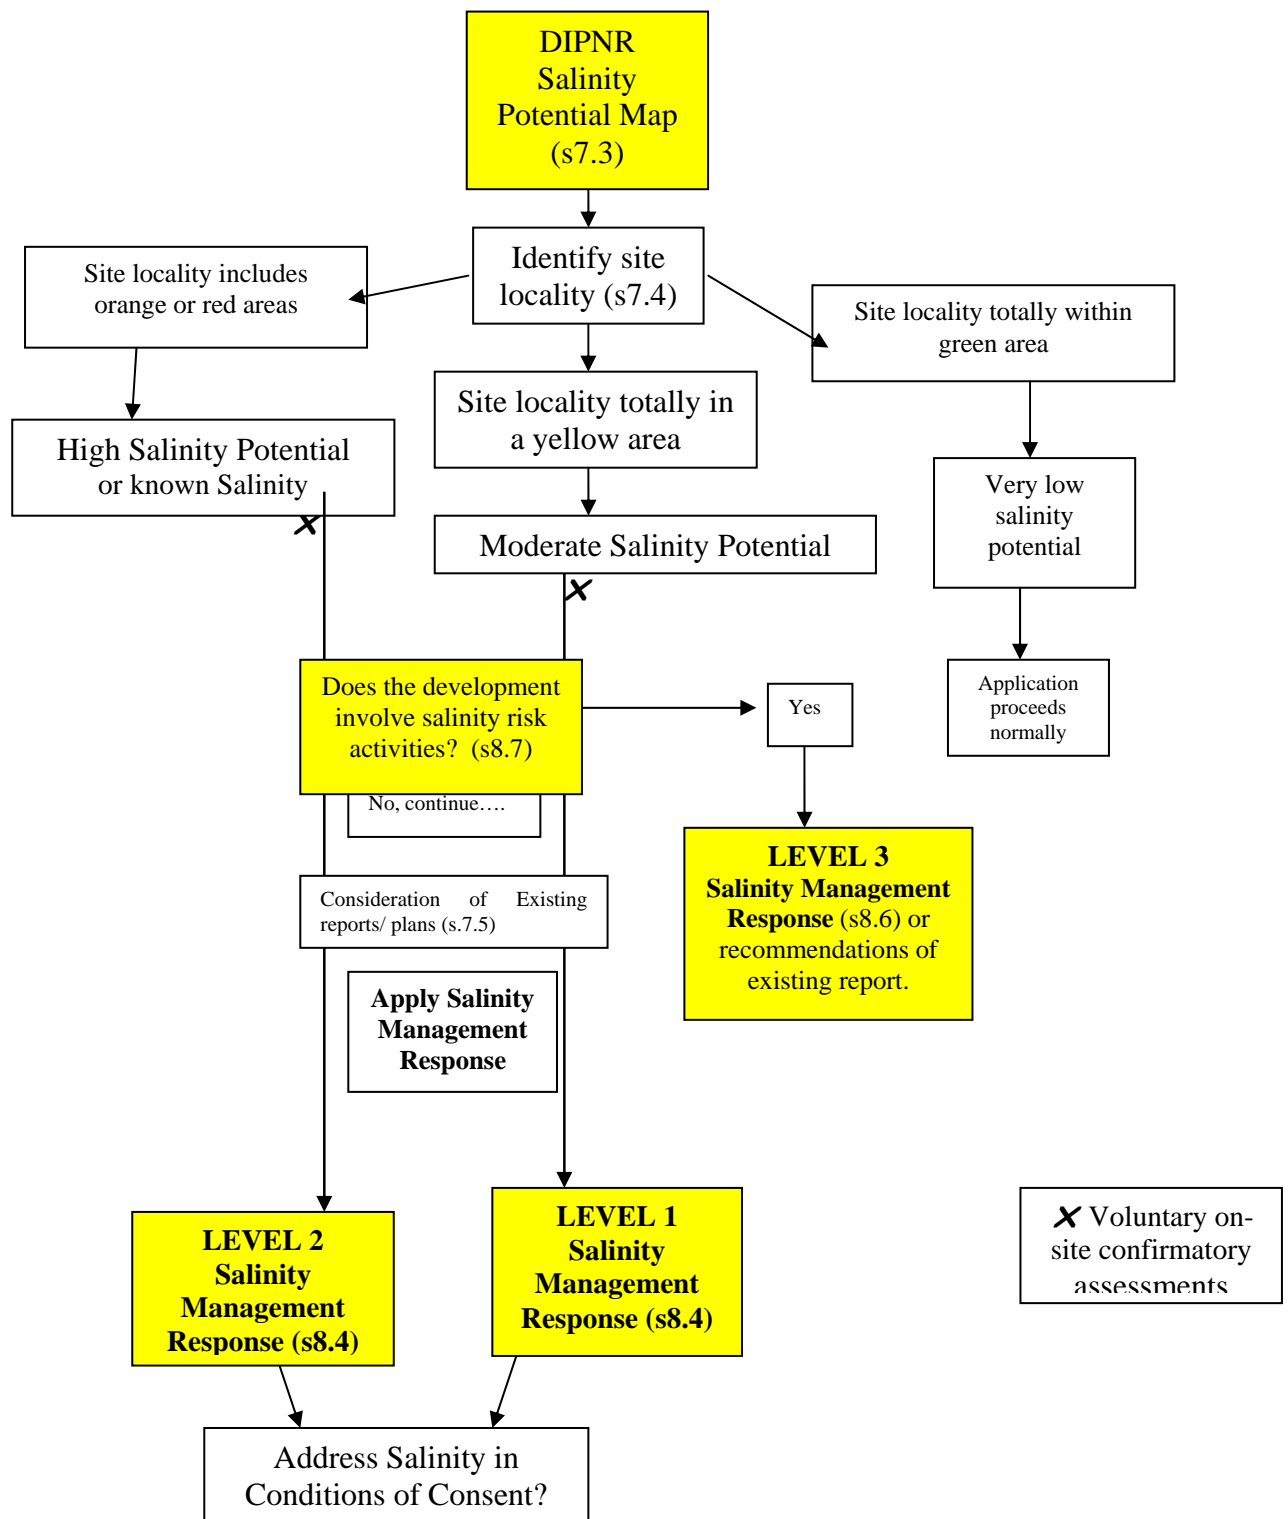 DIPNR
Salinity
Potential Map
(s7.3)
Identify site
locality (s7.4)
Site locality includes
orange or red areas
Site locality totally within
green area
Site locality totally in
a yellow area
High Salinity Potential
or known Salinity
Very low
salinity
potential
Moderate Salinity Potential
Does the development
involve salinity risk
activities? (s8.7)
Yes
Application
proceeds
normally
No, continue….
LEVEL 3
Salinity Management
Response (s8.6) or
recommendations of
existing report.
Consideration of Existing
reports/ plans (s.7.5)
Apply Salinity
Management
Response
LEVEL 2
Salinity
Management
Response (s8.4)
LEVEL 1
Salinity
Management
Response (s8.4)
✗ Voluntary on-
site confirmatory
assessments
Address Salinity in
Conditions of Consent?